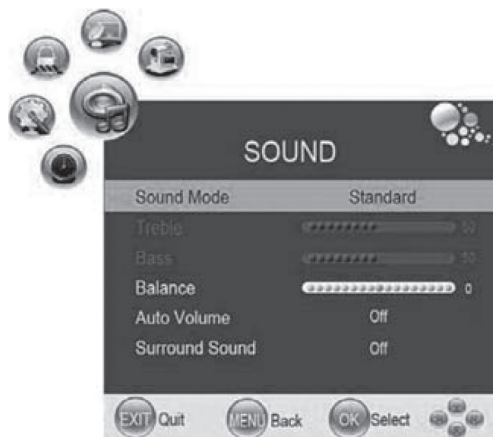 SOUND
Sound Mode Standard
Treble 50
Bass 50
Balance 0
Auto Volume Off
Surround Sound Off
EXIT Quit MENU Back OK Select